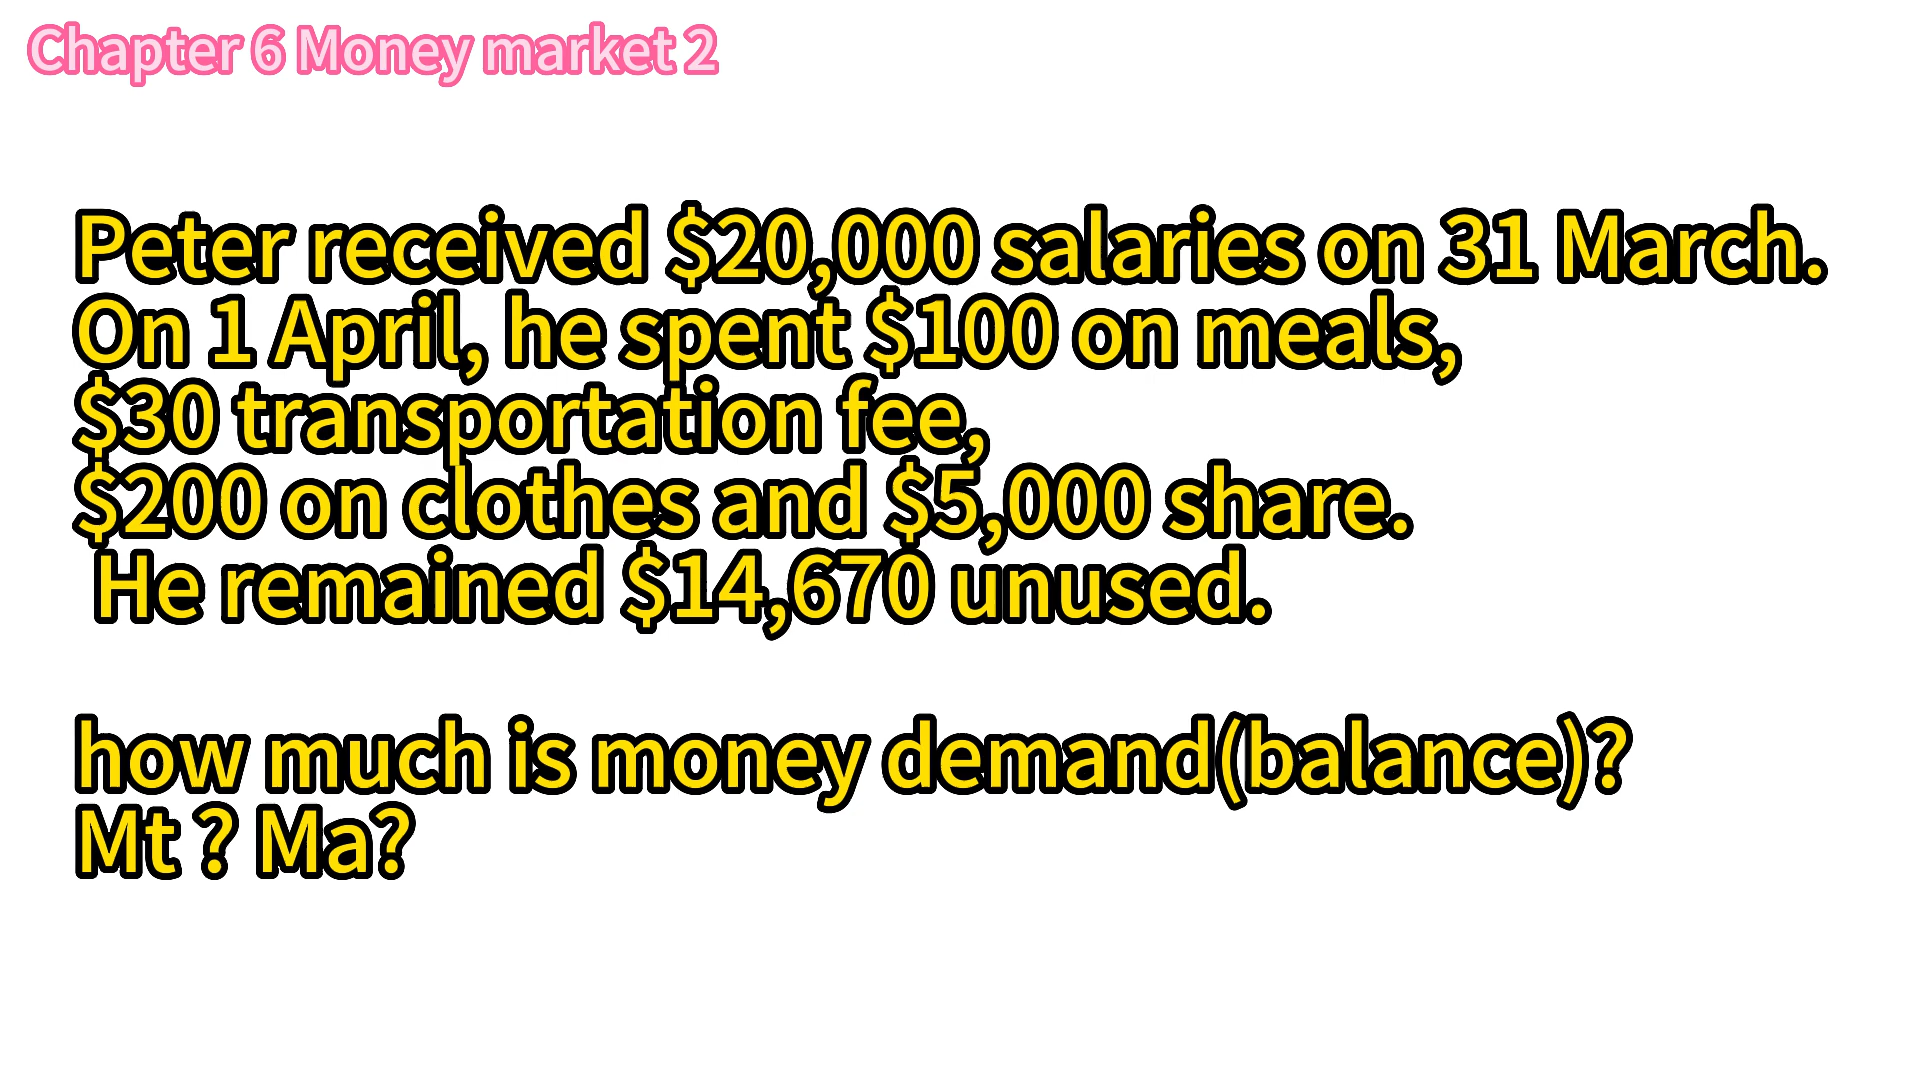 Chapter 6 Money market 2
Peter received $20,000 salaries on 31 March.
On 1 April, he spent $100 on meals,
$30 transportation fee,
$200 on clothes and $5,000 share.
He remained $14,670 unused.
how much is money demand(balance)?
Mt ? Ma?